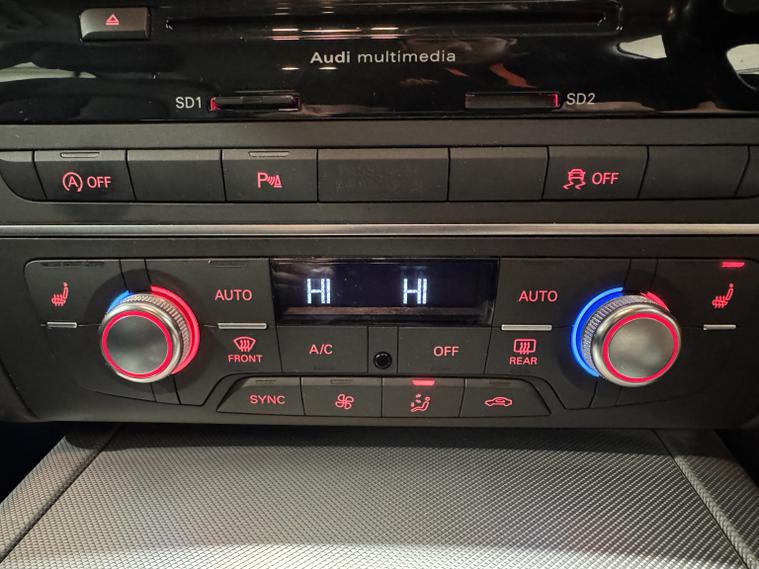 Audi multimedia
SD1
SD2
A OFF
P
OFF
HI HI
AUTO
AUTO
FRONT
A/C
OFF
REAR
SYNC